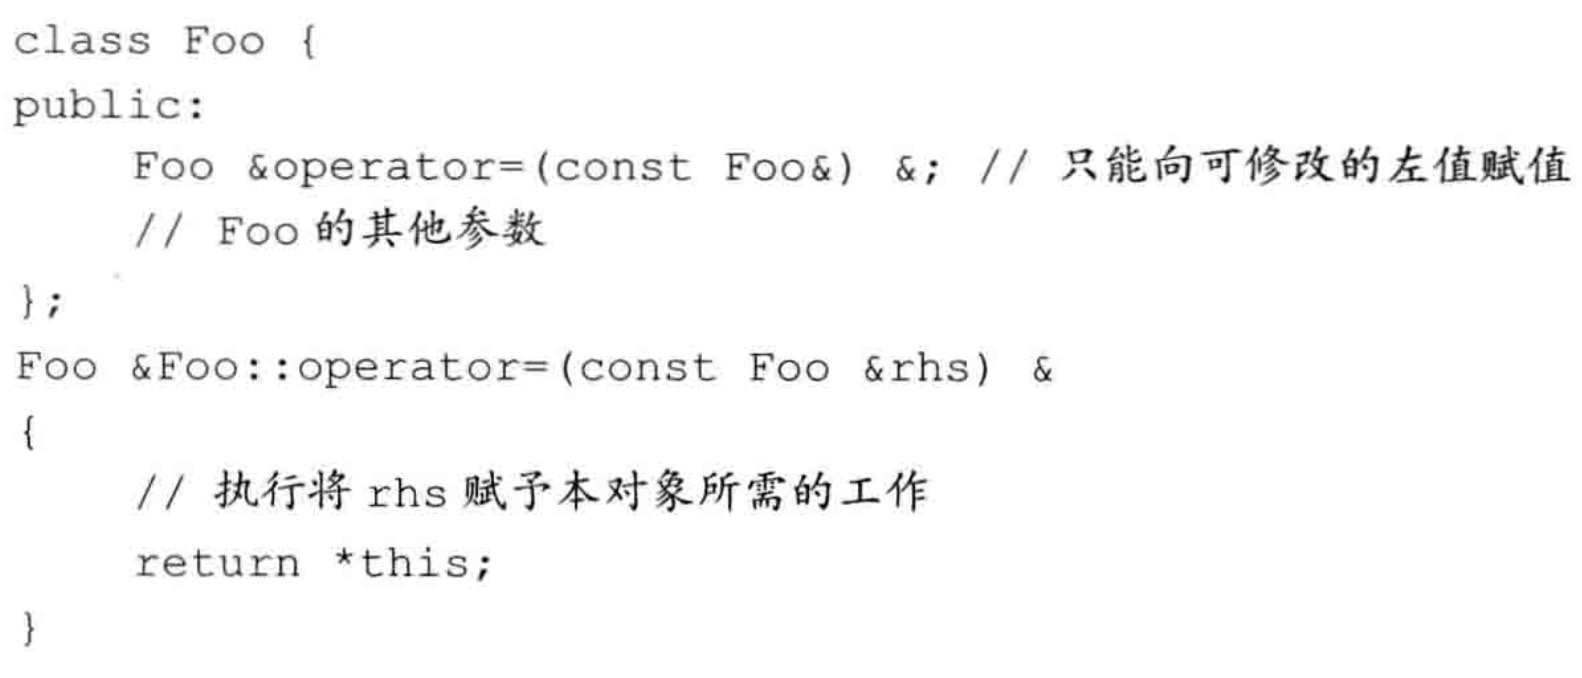 class Foo {
public:
Foo &operator=(const Foo&) &; // 只能向可修改的左值赋值
// Foo 的其他参数
};
Foo &Foo::operator=(const Foo &rhs) &
{
// 执行将 rhs 赋予本对象所需的工作
return *this;
}